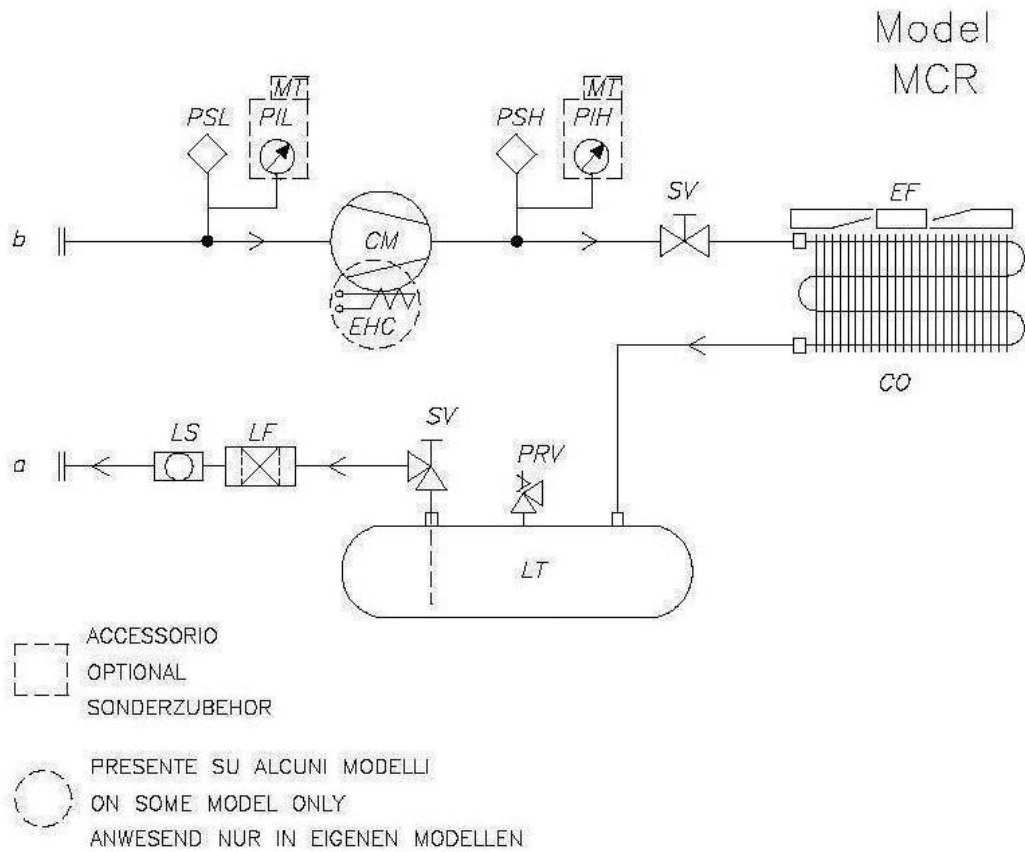 Model
MCR
MT
MT
PSL
PIL
PSH
PIH
SV
EF
b
CM
EHC
CO
SV
LS
LF
PRV
a
LT
ACCESSORIO
OPTIONAL
SONDERZUBEHOR
PRESENTE SU ALCUNI MODELLI
ON SOME MODEL ONLY
ANWESEND NUR IN EIGENEN MODELLEN